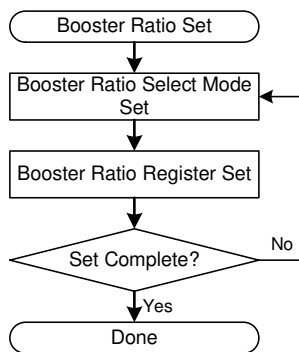 Booster Ratio Set
Booster Ratio Select Mode
Set
Booster Ratio Register Set
Set Complete?
No
Yes
Done